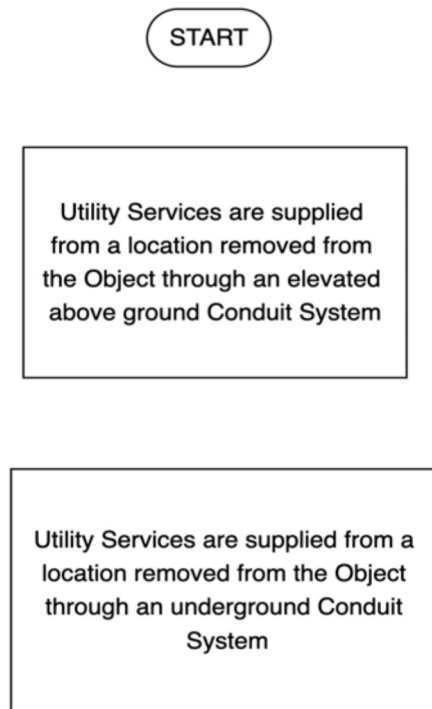 START
Utility Services are supplied
from a location removed from
the Object through an elevated
above ground Conduit System
Utility Services are supplied from a
location removed from the Object
through an underground Conduit
System